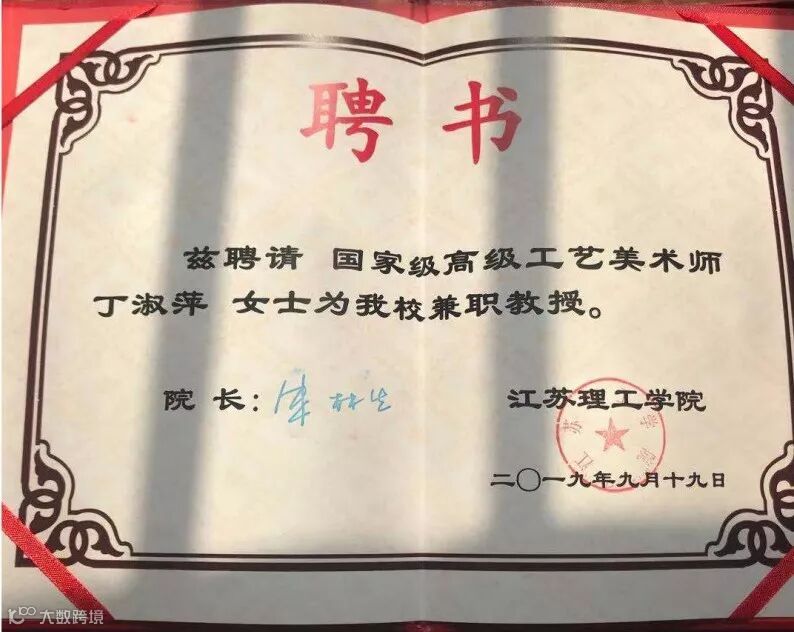 聘书
兹聘请 国家级高级工艺美术师
丁淑萍 女士为我校兼职教授。
院 长：
江苏理工学院
二〇一九年九月十九日
大数跨境